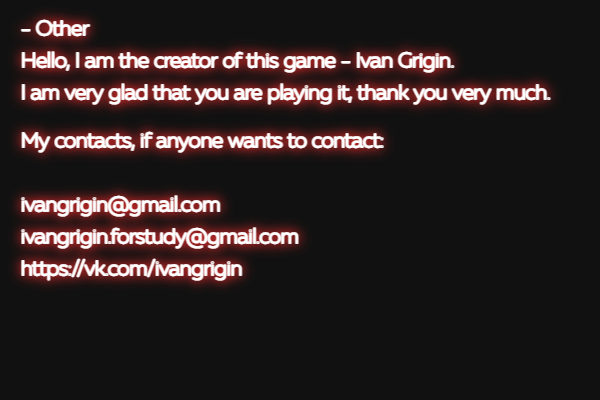 – Other
Hello, I am the creator of this game – Ivan Grigin.
I am very glad that you are playing it, thank you very much.
My contacts, if anyone wants to contact:
ivangrigin@gmail.com
ivangrigin.forstudy@gmail.com
https://vk.com/ivangrigin